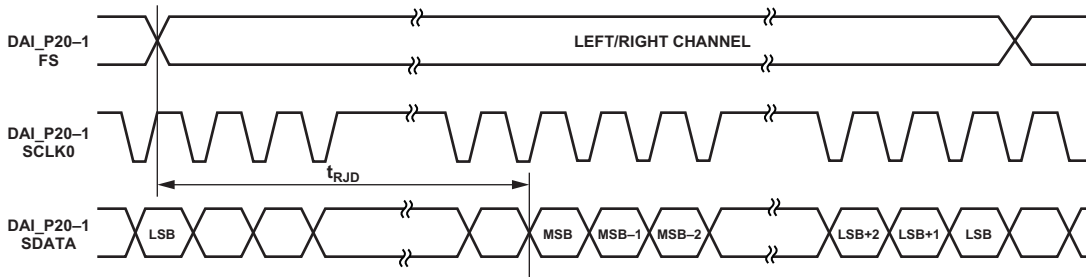 DAI_P20–1
FS
LEFT/RIGHT CHANNEL
DAI_P20–1
SCLK0
tRJD
DAI_P20–1
SDATA
LSB
MSB
MSB–1
MSB–2
LSB+2
LSB+1
LSB